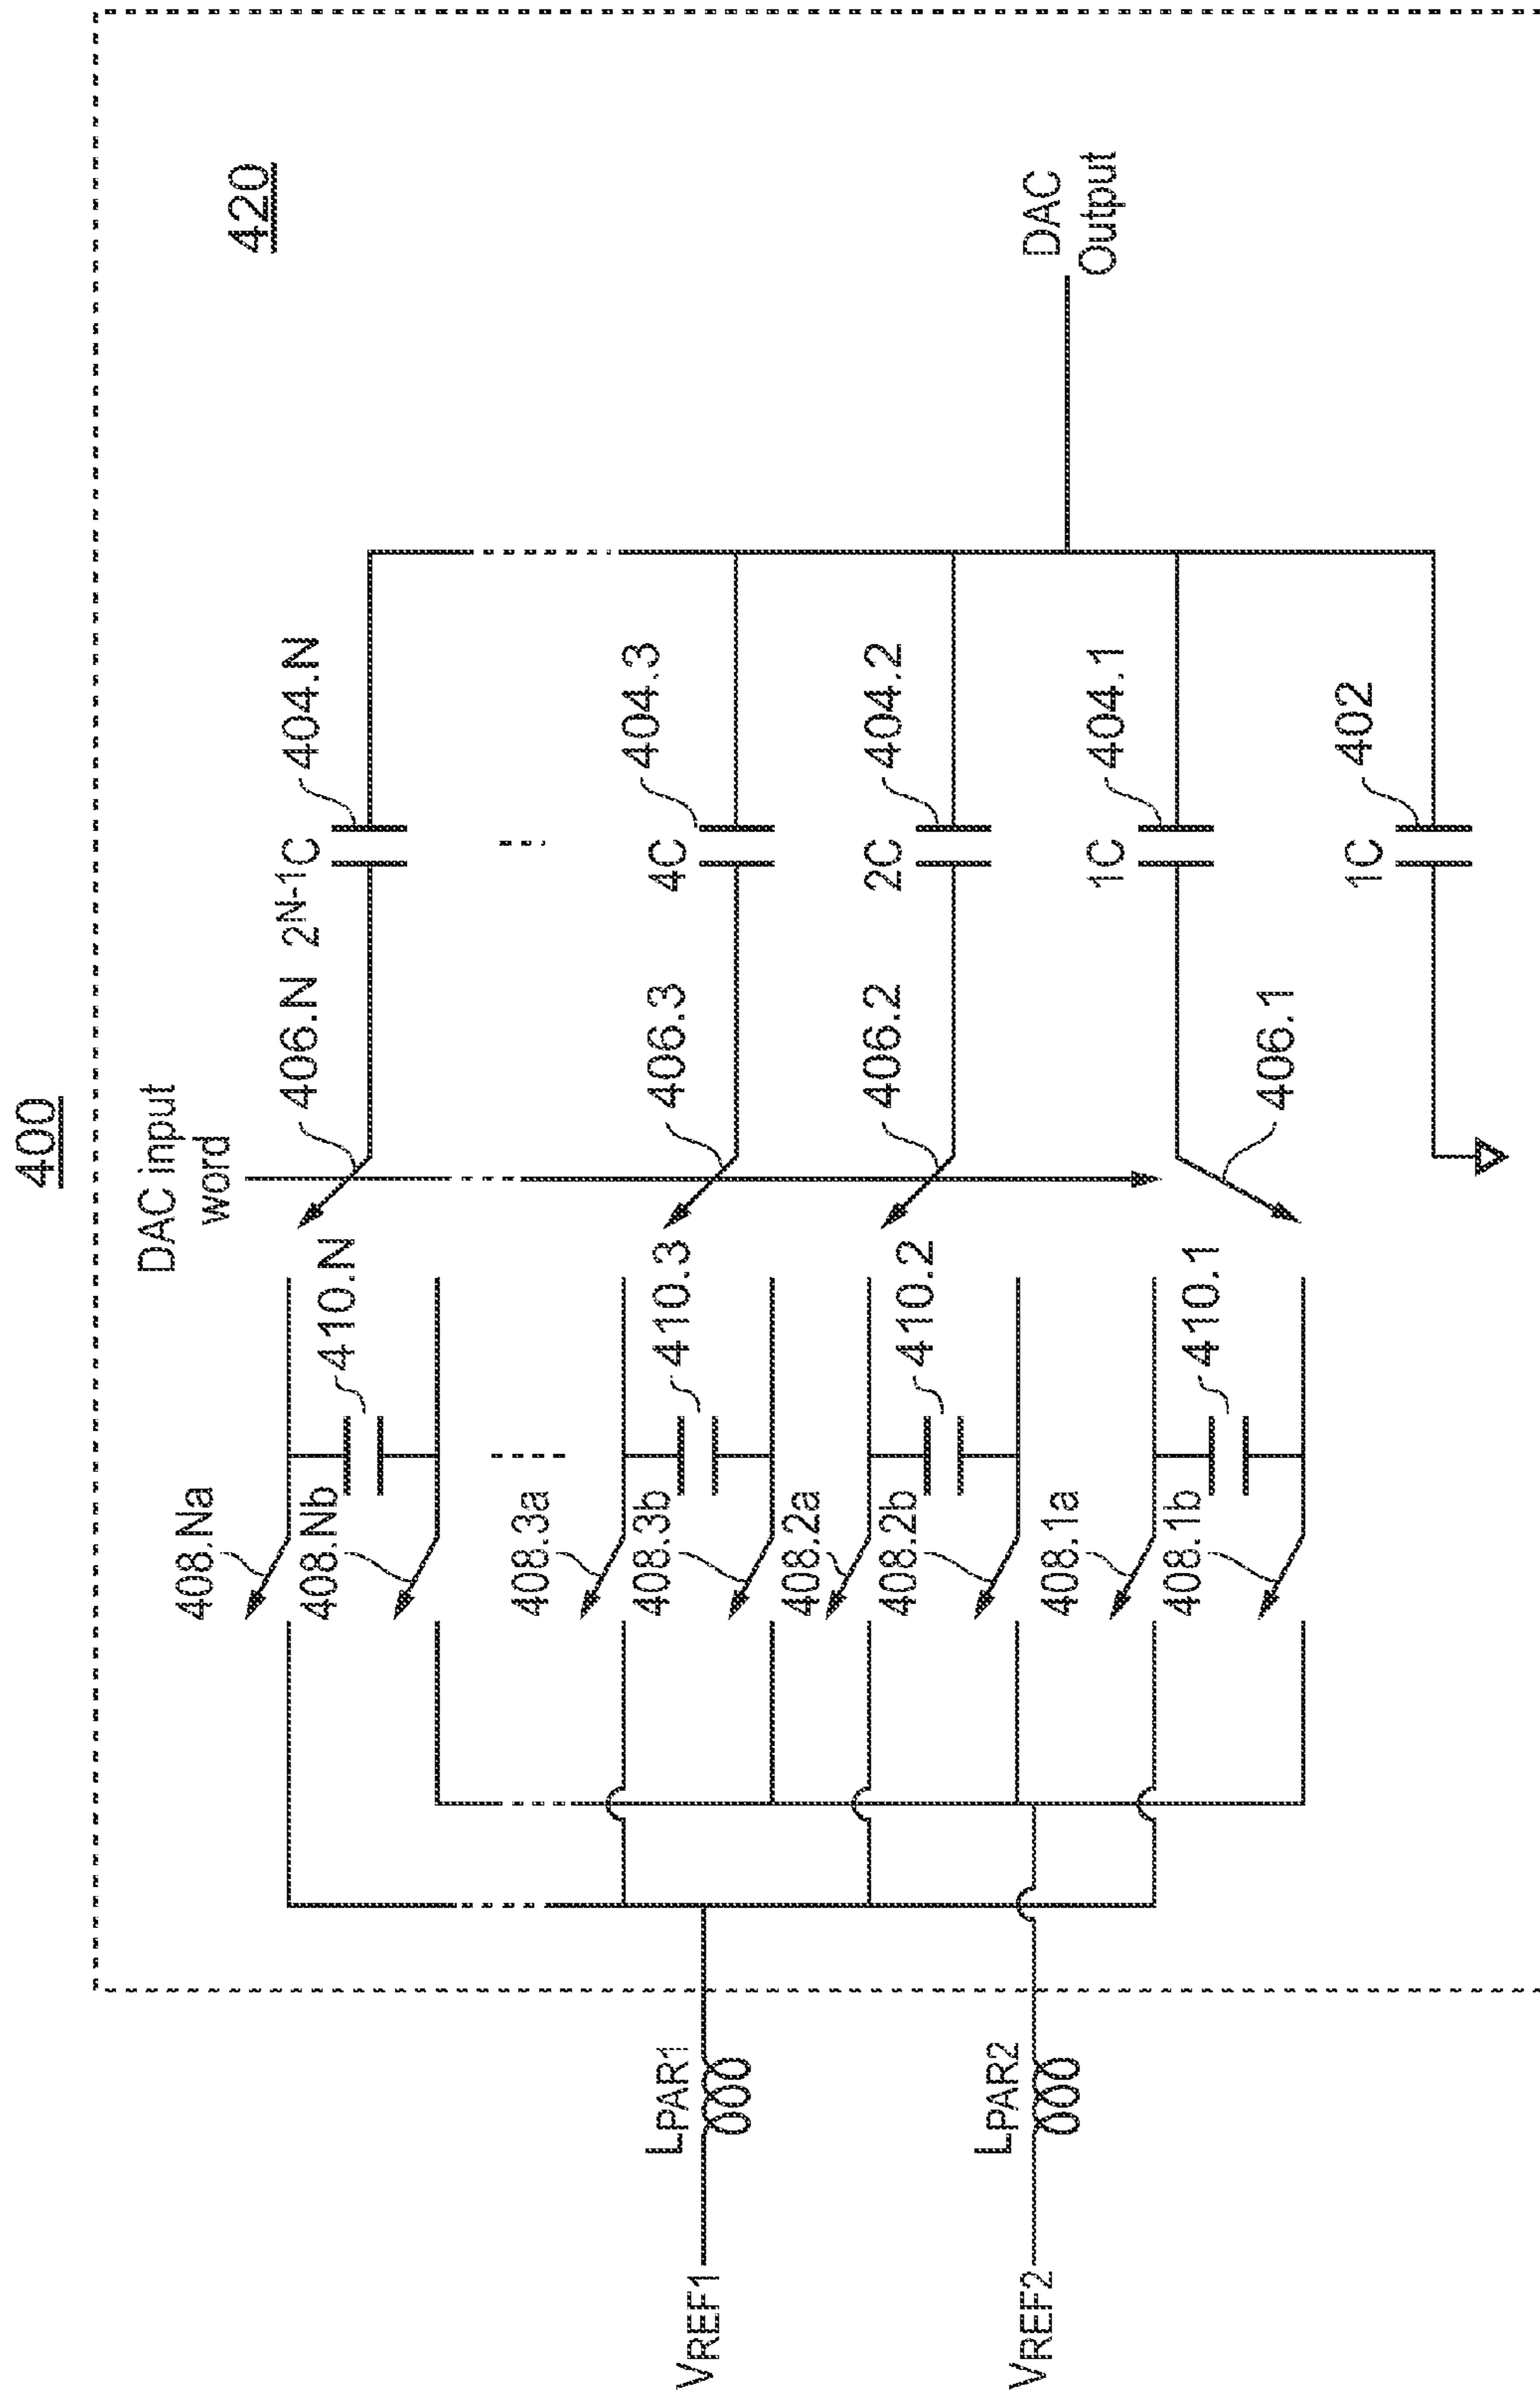 400
420
DAC input
word
406.N
2N-1C
404.N
408.Na
408.Nb
410.N
406.3
4C
404.3
408.3a
408.3b
410.3
406.2
2C
404.2
408.2a
408.2b
410.2
1C
404.1
406.1
408.1a
408.1b
410.1
1C
402
DAC
Output
VREF1
LPAR1
VREF2
LPAR2